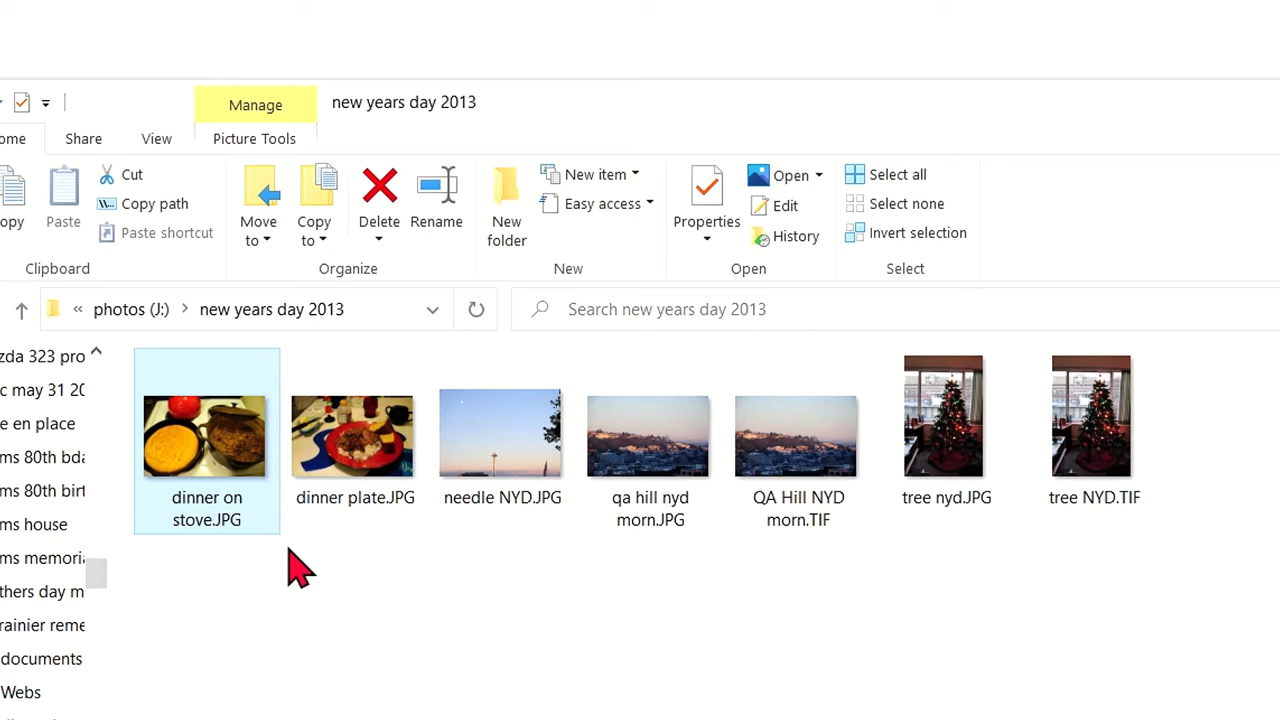 Manage
new years day 2013
ome
Share
View
Picture Tools
Cut
Copy path
Paste shortcut
opy
Paste
Move to
Copy to
Delete
Rename
New folder
New item
Easy access
Properties
Open
Edit
History
Select all
Select none
Invert selection
Clipboard
Organize
New
Open
Select
« photos (J:) > new years day 2013
Search new years day 2013
zda 323 pro
c may 31 20
e en place
ms 80th bda
ms 80th birt
ms house
ms memoria
thers day m
rainier reme
documents
Webs
dinner on
stove.JPG
dinner plate.JPG
needle NYD.JPG
qa hill nyd
morn.JPG
QA Hill NYD
morn.TIF
tree nyd.JPG
tree NYD.TIF